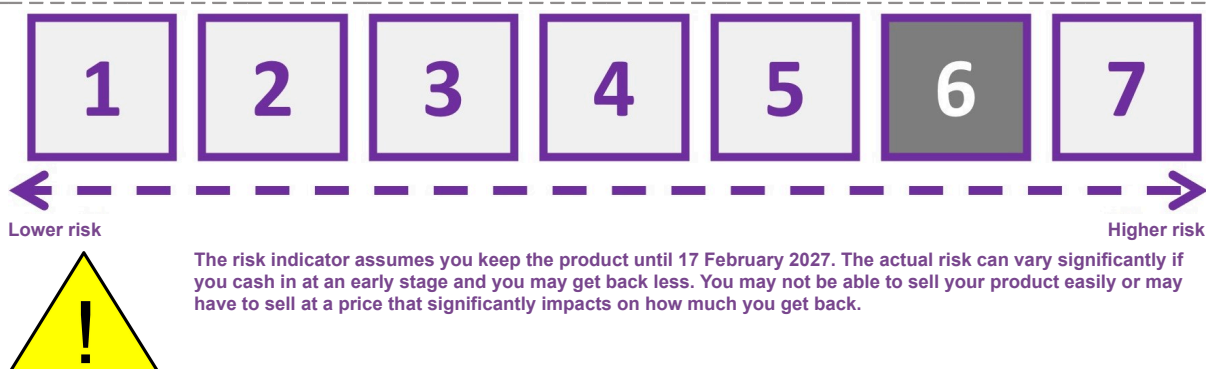 1 2 3 4 5 6 7
Lower risk Higher risk
The risk indicator assumes you keep the product until 17 February 2027. The actual risk can vary significantly if
you cash in at an early stage and you may get back less. You may not be able to sell your product easily or may
have to sell at a price that significantly impacts on how much you get back.
!